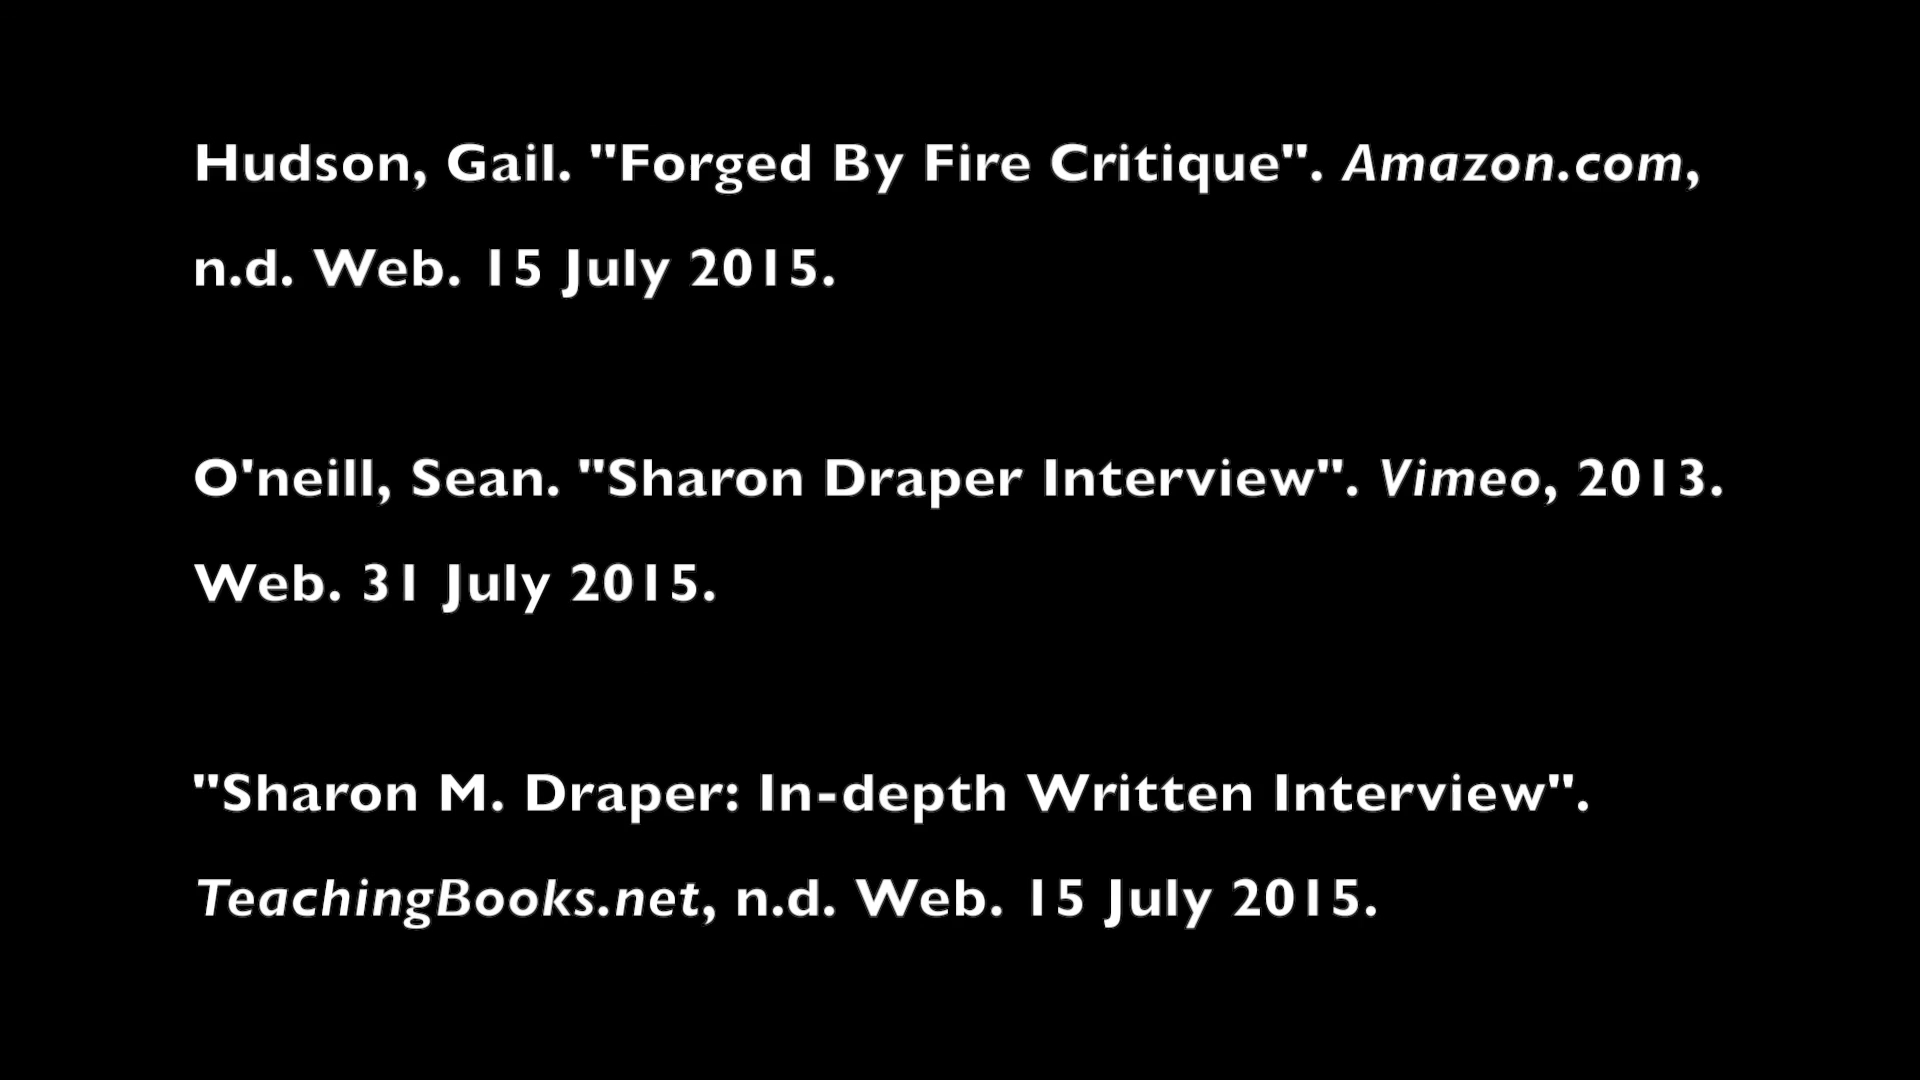 Hudson, Gail. "Forged By Fire Critique". Amazon.com,
n.d. Web. 15 July 2015.
O'neill, Sean. "Sharon Draper Interview". Vimeo, 2013.
Web. 31 July 2015.
"Sharon M. Draper: In-depth Written Interview".
TeachingBooks.net, n.d. Web. 15 July 2015.